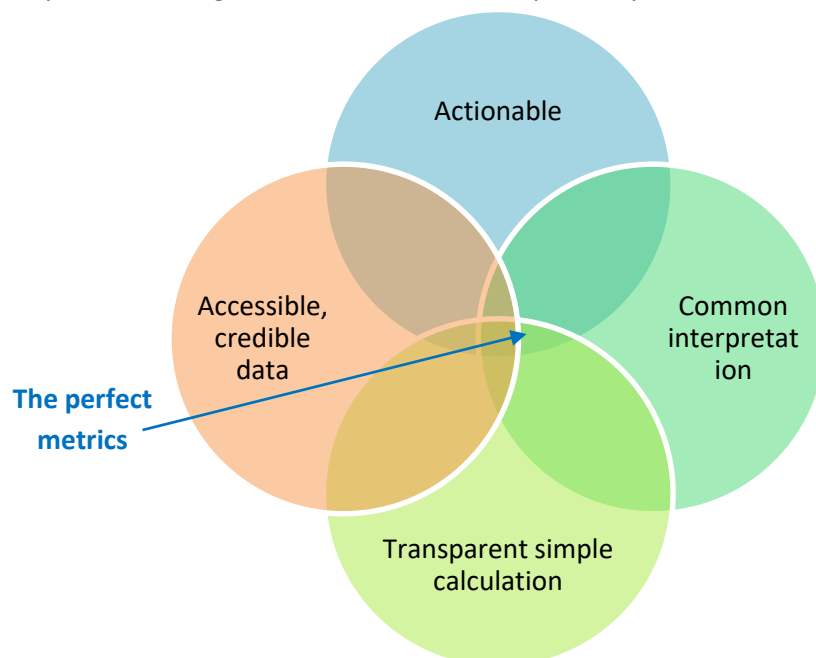 Actionable
Accessible,
credible
data
Common
interpretat
ion
The perfect
metrics
Transparent simple
calculation